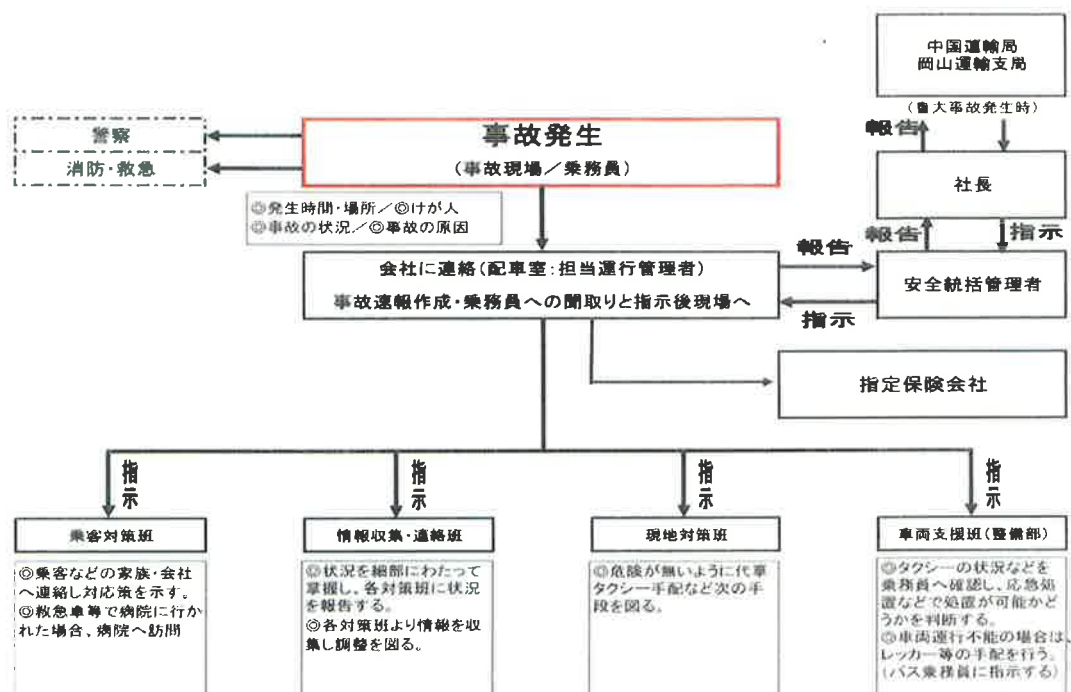 中国運輸局
岡山運輸支局
(重大事故発生時)
報告
社長
報告
指示
安全統括管理者
警察
消防・救急
事故発生
(事故現場／乗務員)
◎発生時間・場所／◎けが人
◎事故の状況／◎事故の原因
会社に連絡(配車室:担当運行管理者)
事故速報作成・乗務員への聞取りと指示後現場へ
報告
指示
指定保険会社
指示
指示
指示
指示
乗客対策班
◎乗客などの家族・会社
へ連絡し対応策を示す。
◎救急車等で病院に行か
れた場合、病院へ訪問
情報収集・連絡班
◎状況を細部にわたって
掌握し、各対策班に状況
を報告する。
◎各対策班より情報を収
集し調整を図る。
現地対策班
◎危険が無いように代車
タクシー手配など次の手
段を図る。
車両支援班(整備部)
◎タクシーの状況などを
乗務員へ確認し、応急処
置などで処置が可能かど
うかを判断する。
◎車両運行不能の場合は、
レッカー等の手配を行う。
(バス乗務員に指示する)